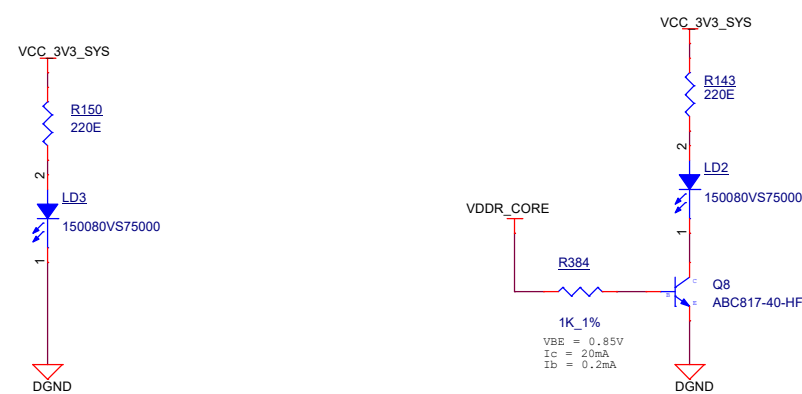 VCC_3V3_SYS
R150
220E
2
LD3
150080VS75000
1
DGND
VCC_3V3_SYS
R143
220E
2
LD2
150080VS75000
1
VDDR_CORE
R384
1K_1%
B
C
E
Q8
ABC817-40-HF
VBE = 0.85V
Ic = 20mA
Ib = 0.2mA
DGND